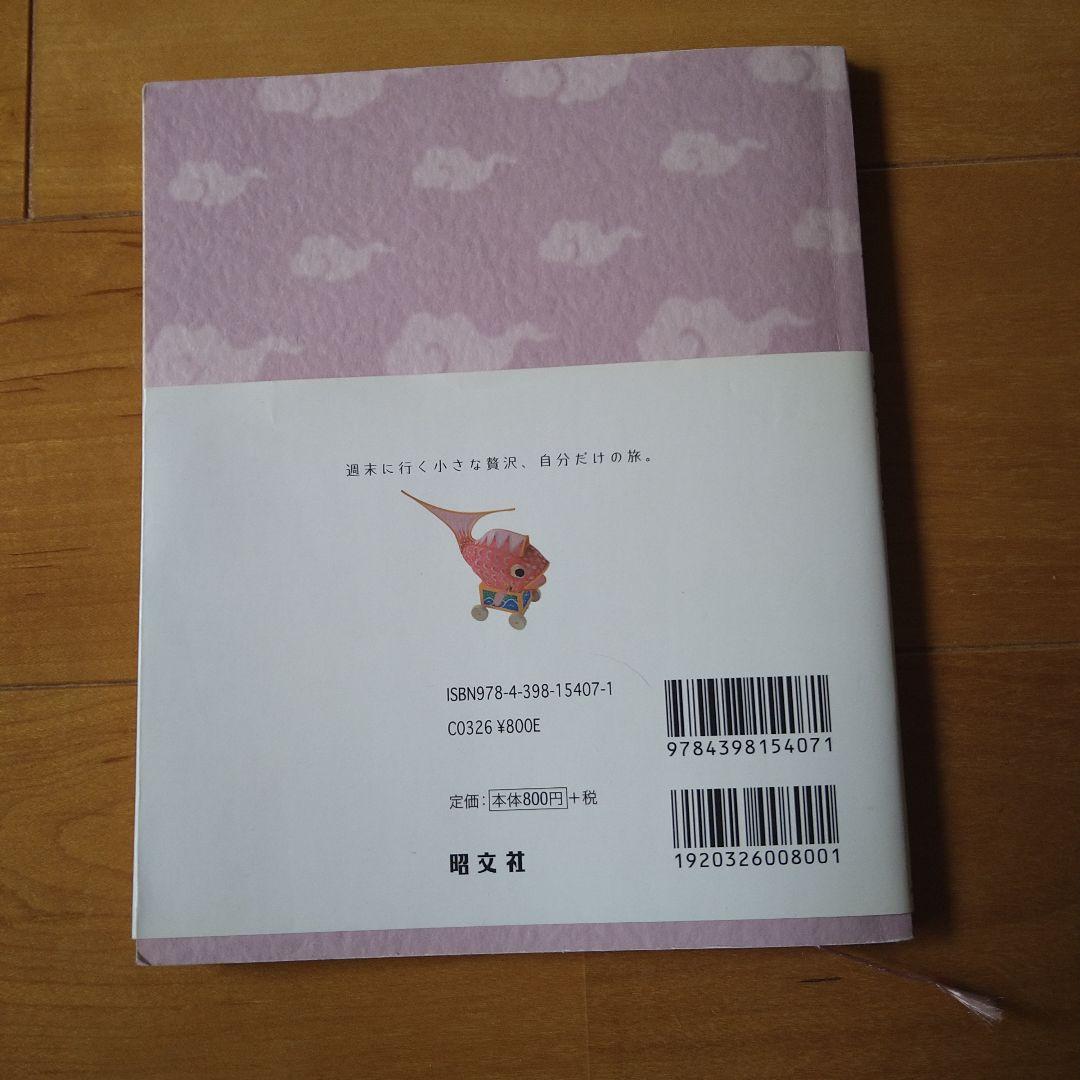 週末に行く小さな贅沢、自分だけの旅。
ISBN978-4-398-15407-1
C0326 ¥800E
9784398154071
定価：本体800円＋税
1920326008001
昭文社